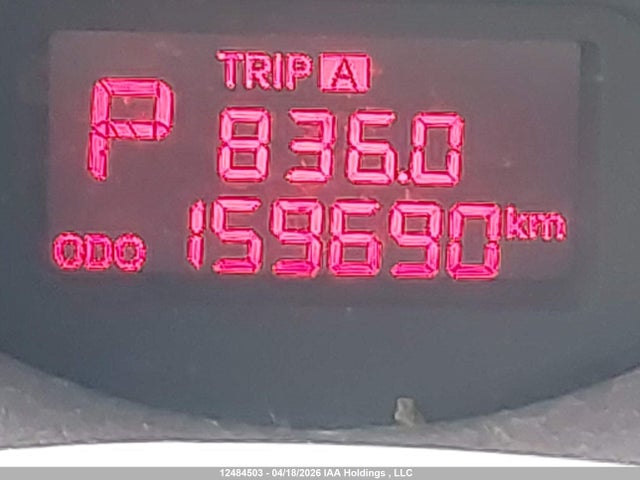 TRIP A
P 836.0
ODO 159690 km
12484503 - 04/18/2026 IAA Holdings , LLC